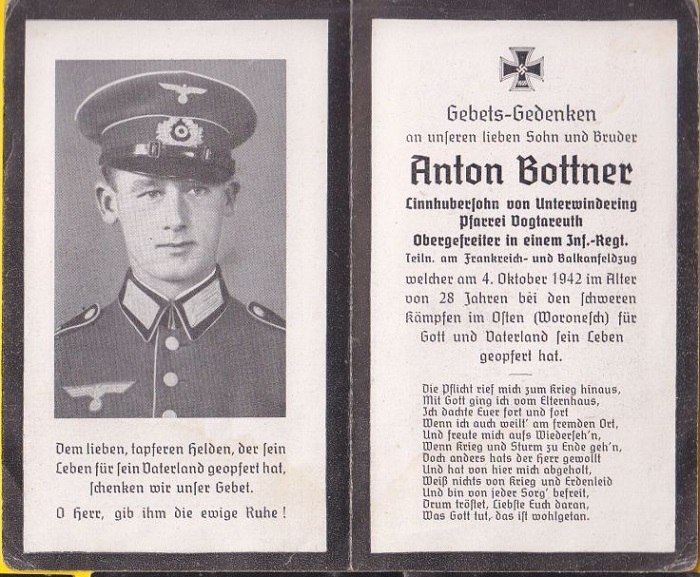 Dem lieben, tapferen Helden, der sein
Leben für sein Vaterland geopfert hat,
schenken wir unser Gebet.
O Herr, gib ihm die ewige Ruhe !
Gebets-Gedenken
an unseren lieben Sohn und Bruder
Anton Bottner
Linnhubersohn von Unterwindering
Pfarrei Vogtareuth
Obergefreiter in einem Inf.-Regt.
Teiln. am Frankreich- und Balkanfeldzug
welcher am 4. Oktober 1942 im Alter
von 28 Jahren bei den schweren
Kämpfen im Osten (Woronesch) für
Gott und Vaterland sein Leben
geopfert hat.
Die Pflicht rief mich zum Krieg hinaus,
Mit Gott ging ich vom Elternhaus,
Ich dachte Euer fort und fort
Wenn ich auch weilt' am fremden Ort,
Und freute mich aufs Wiederseh'n,
Wenn Krieg und Sturm zu Ende geh'n,
Doch anders hats der Herr gewollt
Und hat von hier mich abgeholt,
Weiß nichts von Krieg und Erdenleid
Und bin von jeder Sorg' befreit,
Drum tröstet, Liebste Euch daran,
Was Gott tut, das ist wohlgetan.